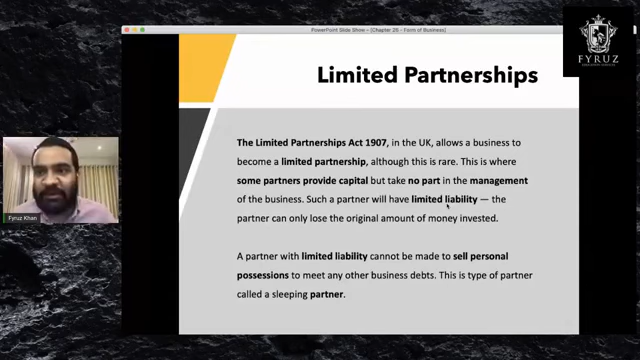 PowerPoint Slide Show - [Chapter 25 - Form of Business]
FYRUZ
Limited Partnerships
The Limited Partnerships Act 1907, in the UK, allows a business to
become a limited partnership, although this is rare. This is where
some partners provide capital but take no part in the management
of the business. Such a partner will have limited liability — the
partner can only lose the original amount of money invested.
A partner with limited liability cannot be made to sell personal
possessions to meet any other business debts. This is type of partner
called a sleeping partner.
Fyruz Khan